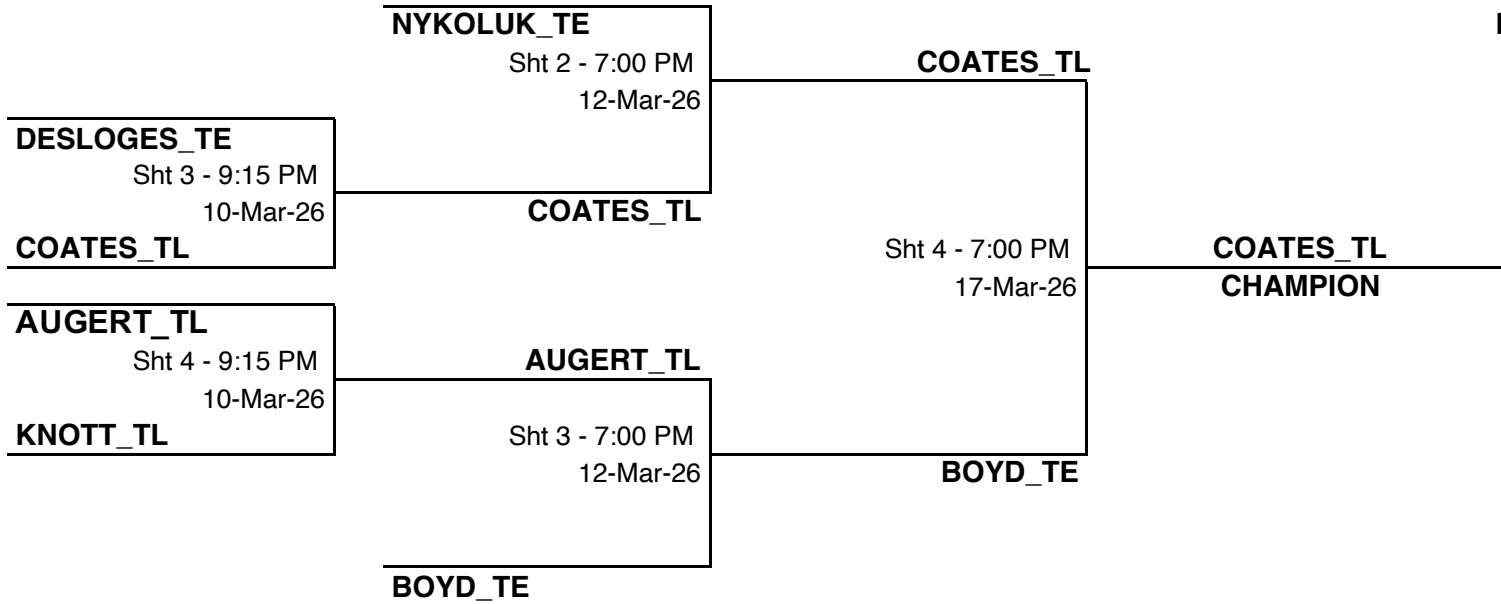 NYKOLUK_TE
Sht 2 - 7:00 PM
12-Mar-26
COATES_TL
DESLOGES_TE
Sht 3 - 9:15 PM
10-Mar-26
COATES_TL
COATES_TL
Sht 4 - 7:00 PM
17-Mar-26
COATES_TL
CHAMPION
AUGERT_TL
Sht 4 - 9:15 PM
10-Mar-26
KNOTT_TL
AUGERT_TL
Sht 3 - 7:00 PM
12-Mar-26
BOYD_TE
BOYD_TE